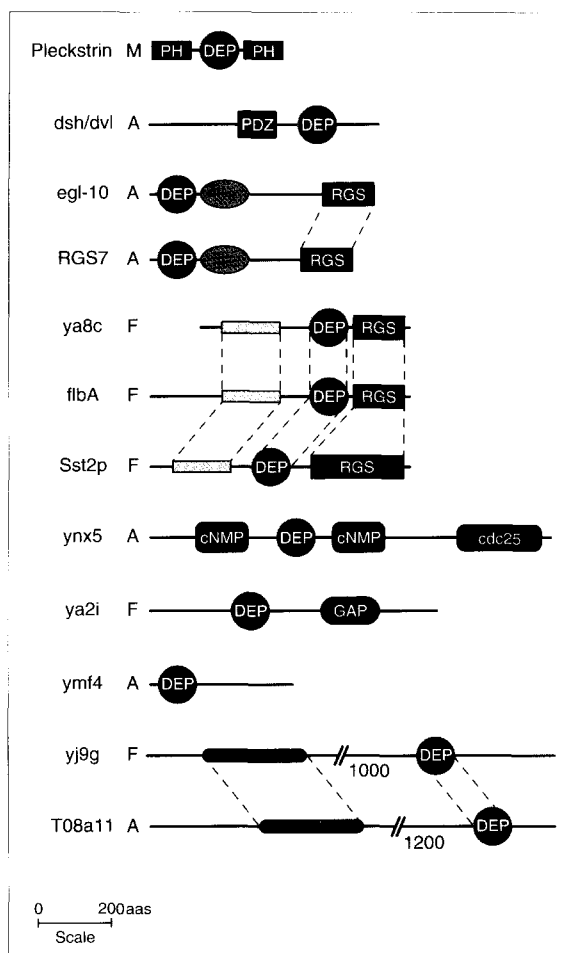 Pleckstrin M PH DEP PH
dsh/dvl A PDZ DEP
egl-10 A DEP RGS
RGS7 A DEP RGS
ya8c F DEP RGS
flbA F DEP RGS
Sst2p F DEP RGS
ynx5 A cNMP DEP cNMP cdc25
ya2i F DEP GAP
ymf4 A DEP
yj9g F 1000 DEP
T08a11 A 1200 DEP
0 200aas
Scale